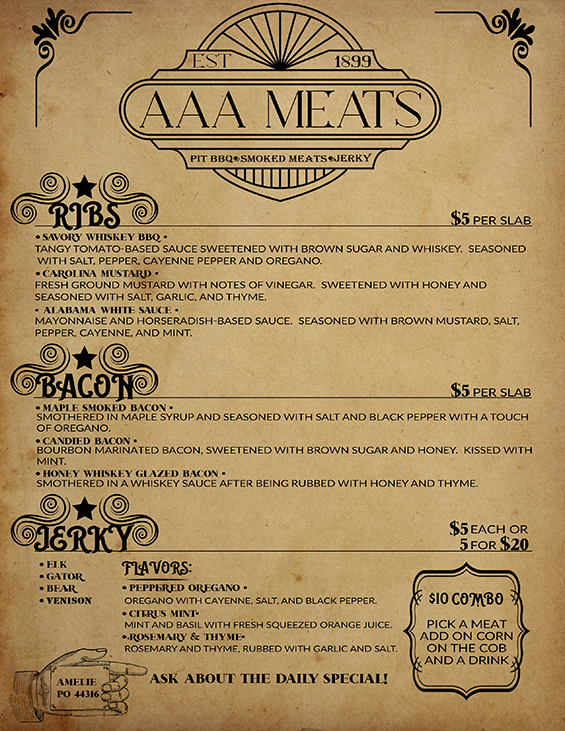 EST 1899
AAA MEATS
PIT BBQ•SMOKED MEATS•JERKY
RIBS $5 PER SLAB
• SAVORY WHISKEY BBQ •
TANGY TOMATO-BASED SAUCE SWEETENED WITH BROWN SUGAR AND WHISKEY. SEASONED
WITH SALT, PEPPER, CAYENNE PEPPER AND OREGANO.
• CAROLINA MUSTARD •
FRESH GROUND MUSTARD WITH NOTES OF VINEGAR. SWEETENED WITH HONEY AND
SEASONED WITH SALT, GARLIC, AND THYME.
• ALABAMA WHITE SAUCE •
MAYONNAISE AND HORSERADISH-BASED SAUCE. SEASONED WITH BROWN MUSTARD, SALT,
PEPPER, CAYENNE, AND MINT.
BACON $5 PER SLAB
• MAPLE SMOKED BACON •
SMOTHERED IN MAPLE SYRUP AND SEASONED WITH SALT AND BLACK PEPPER WITH A TOUCH
OF OREGANO.
• CANDIED BACON •
BOURBON MARINATED BACON, SWEETENED WITH BROWN SUGAR AND HONEY. KISSED WITH
MINT.
• HONEY WHISKEY GLAZED BACON •
SMOTHERED IN A WHISKEY SAUCE AFTER BEING RUBBED WITH HONEY AND THYME.
JERKY $5 EACH OR
5 FOR $20
• ELK
• GATOR
• BEAR
• VENISON
FLAVORS:
• PEPPERED OREGANO •
OREGANO WITH CAYENNE, SALT, AND BLACK PEPPER.
• CITRUS MINT•
MINT AND BASIL WITH FRESH SQUEEZED ORANGE JUICE.
•ROSEMARY & THYME•
ROSEMARY AND THYME, RUBBED WITH GARLIC AND SALT.
$10 COMBO
PICK A MEAT
ADD ON CORN
ON THE COB
AND A DRINK
AMELIE
PO 44316
ASK ABOUT THE DAILY SPECIAL!